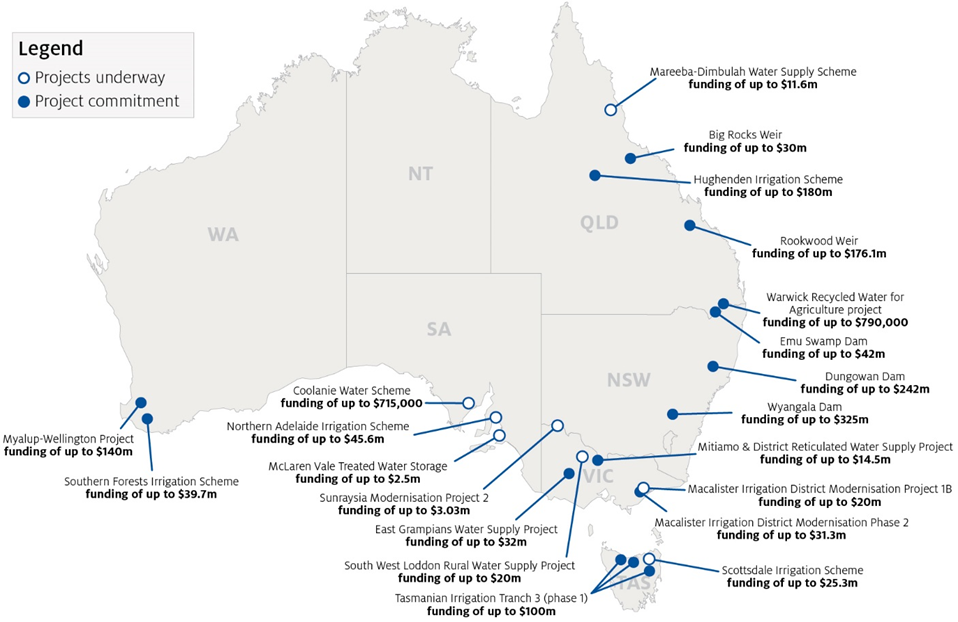 Legend
Projects underway
Project commitment
WA
NT
QLD
SA
NSW
VIC
TAS
Mareeba-Dimbulah Water Supply Scheme
funding of up to $11.6m
Big Rocks Weir
funding of up to $30m
Hughenden Irrigation Scheme
funding of up to $180m
Rookwood Weir
funding of up to $176.1m
Warwick Recycled Water for
Agriculture project
funding of up to $790,000
Emu Swamp Dam
funding of up to $42m
Dungowan Dam
funding of up to $242m
Wyangala Dam
funding of up to $325m
Mitiamo & District Reticulated Water Supply Project
funding of up to $14.5m
Macalister Irrigation District Modernisation Project 1B
funding of up to $20m
Macalister Irrigation District Modernisation Phase 2
funding of up to $31.3m
Scottsdale Irrigation Scheme
funding of up to $25.3m
Coolanie Water Scheme
funding of up to $715,000
Northern Adelaide Irrigation Scheme
funding of up to $45.6m
McLaren Vale Treated Water Storage
funding of up to $2.5m
Sunraysia Modernisation Project 2
funding of up to $3.03m
East Grampians Water Supply Project
funding of up to $32m
South West Loddon Rural Water Supply Project
funding of up to $20m
Tasmanian Irrigation Tranch 3 (phase 1)
funding of up to $100m
Myalup-Wellington Project
funding of up to $140m
Southern Forests Irrigation Scheme
funding of up to $39.7m